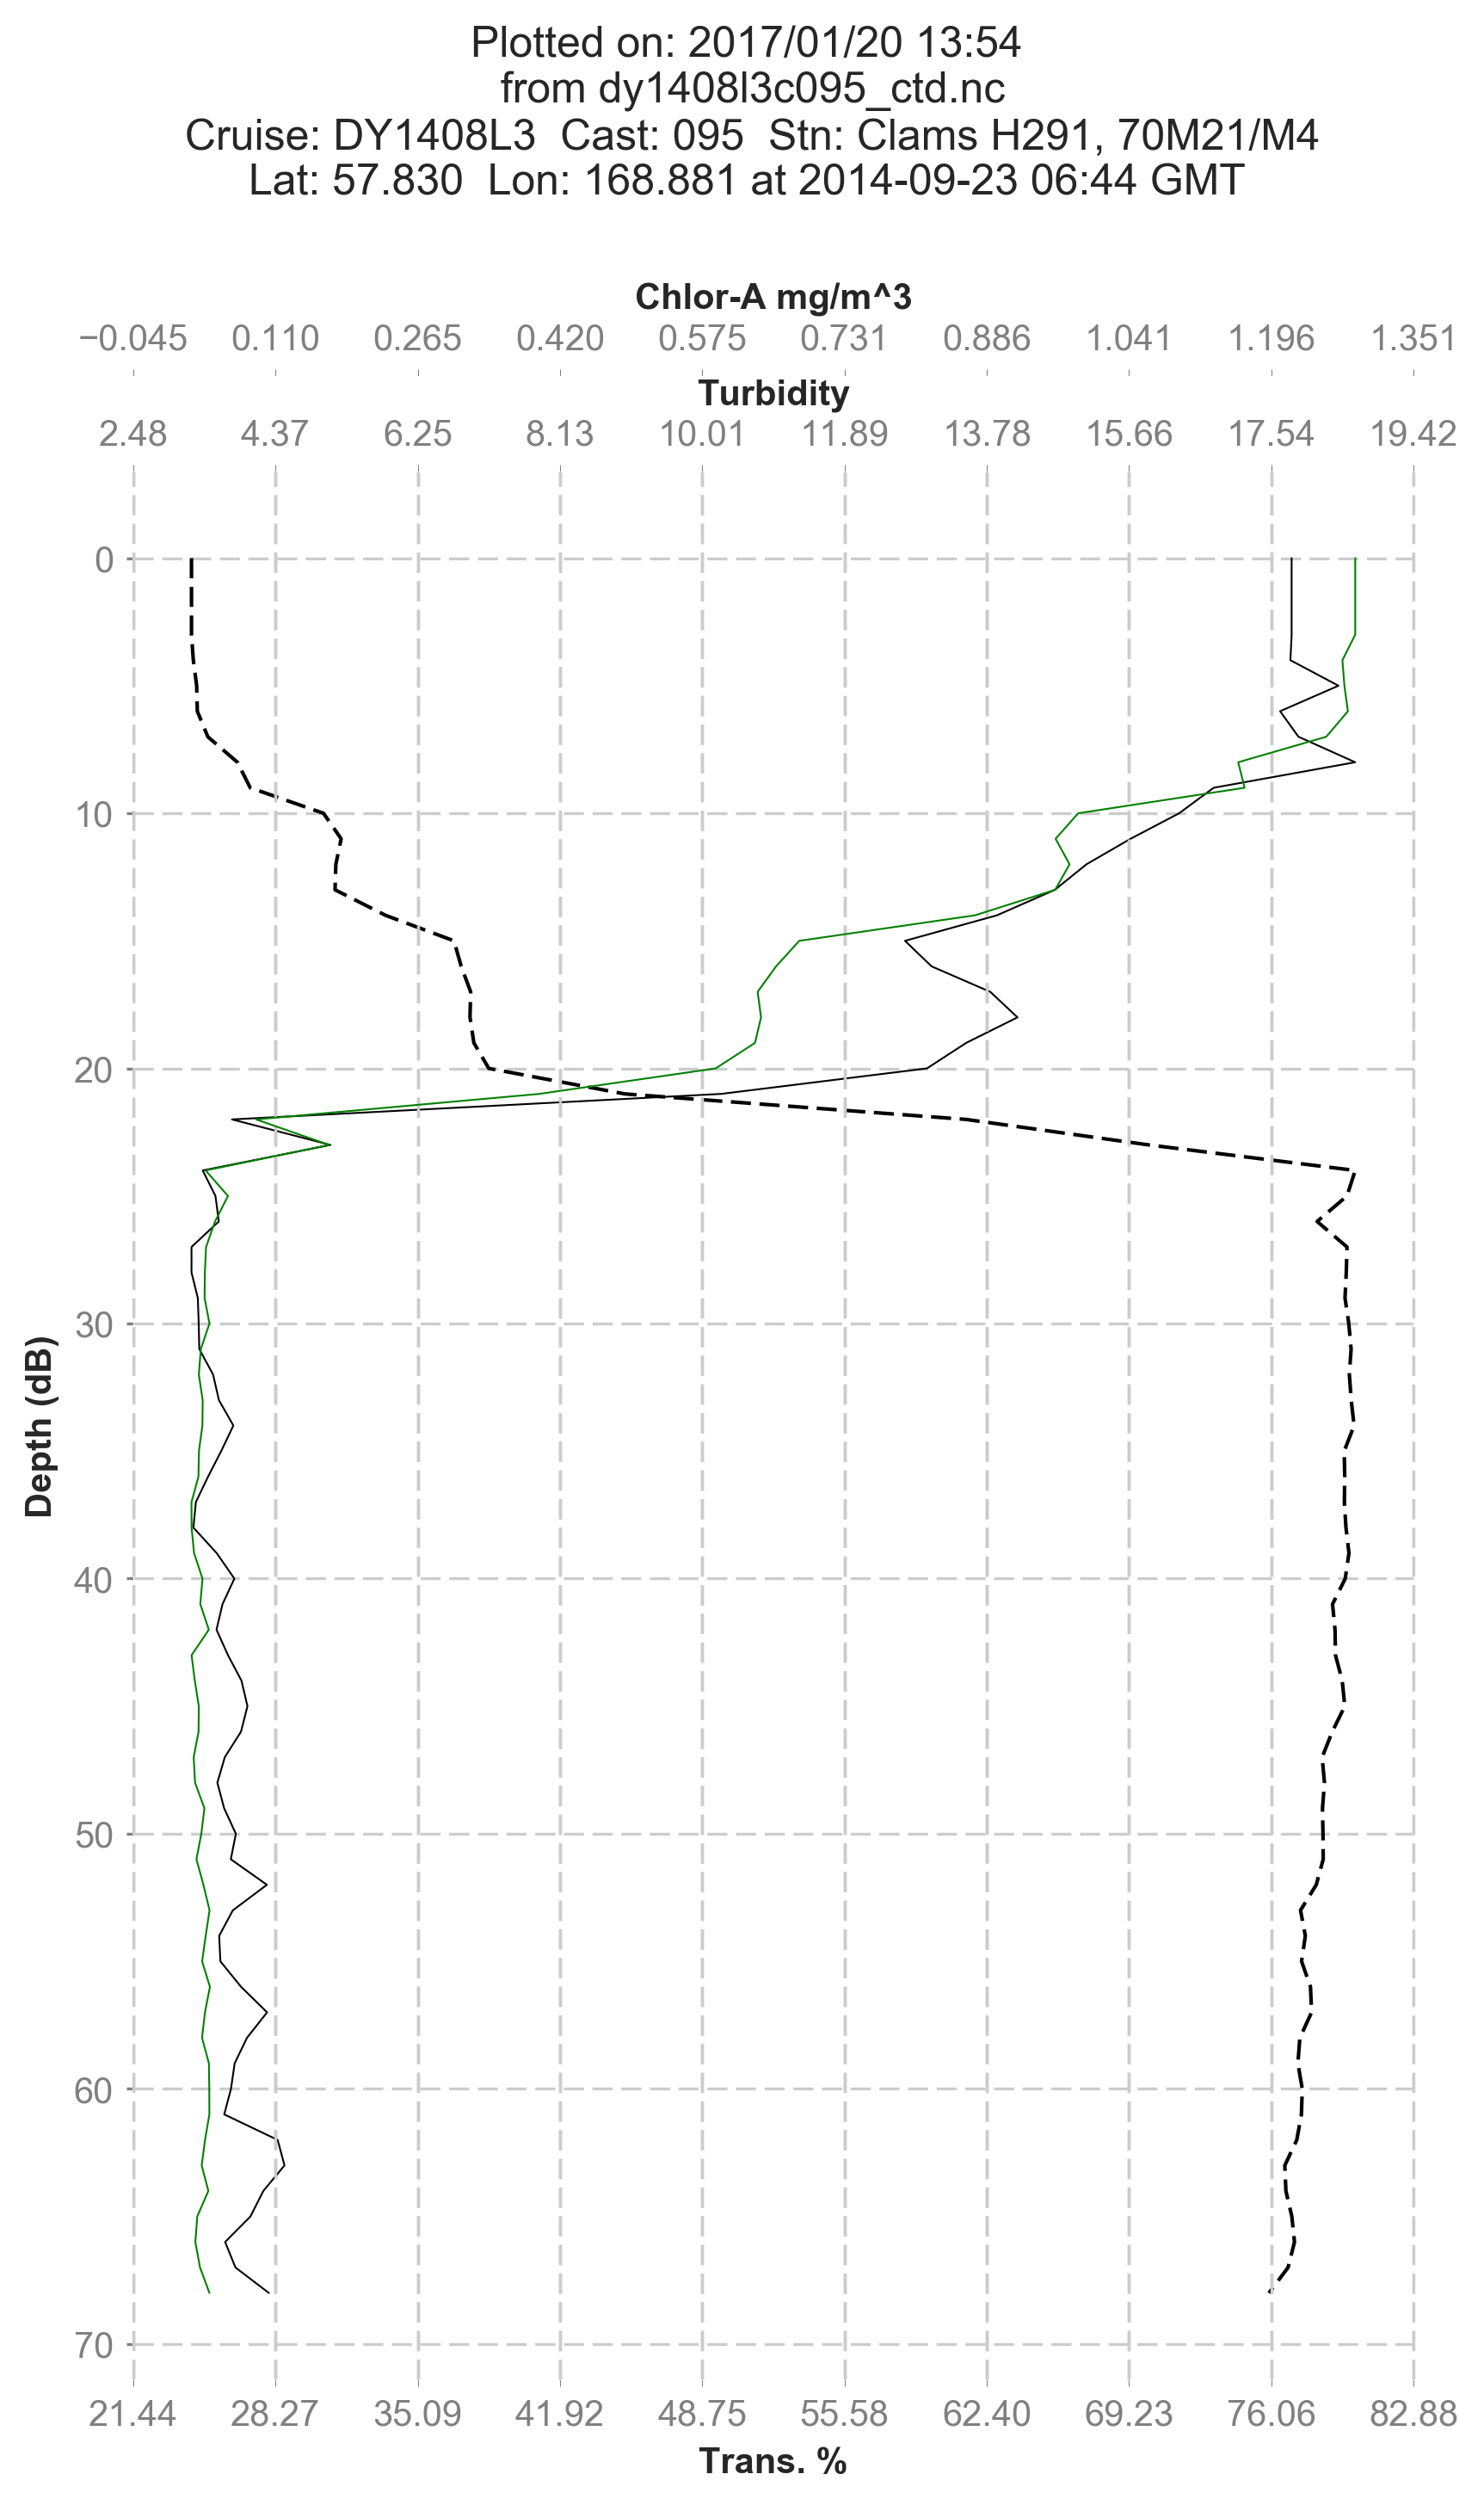 Plotted on: 2017/01/20 13:54
from dy1408l3c095_ctd.nc
Cruise: DY1408L3  Cast: 095  Stn: Clams H291, 70M21/M4
Lat: 57.830  Lon: 168.881 at 2014-09-23 06:44 GMT
Chlor-A mg/m^3
−0.045 0.110 0.265 0.420 0.575 0.731 0.886 1.041 1.196 1.351
Turbidity
2.48 4.37 6.25 8.13 10.01 11.89 13.78 15.66 17.54 19.42
0
10
20
30
Depth (dB)
40
50
60
70
21.44 28.27 35.09 41.92 48.75 55.58 62.40 69.23 76.06 82.88
Trans. %